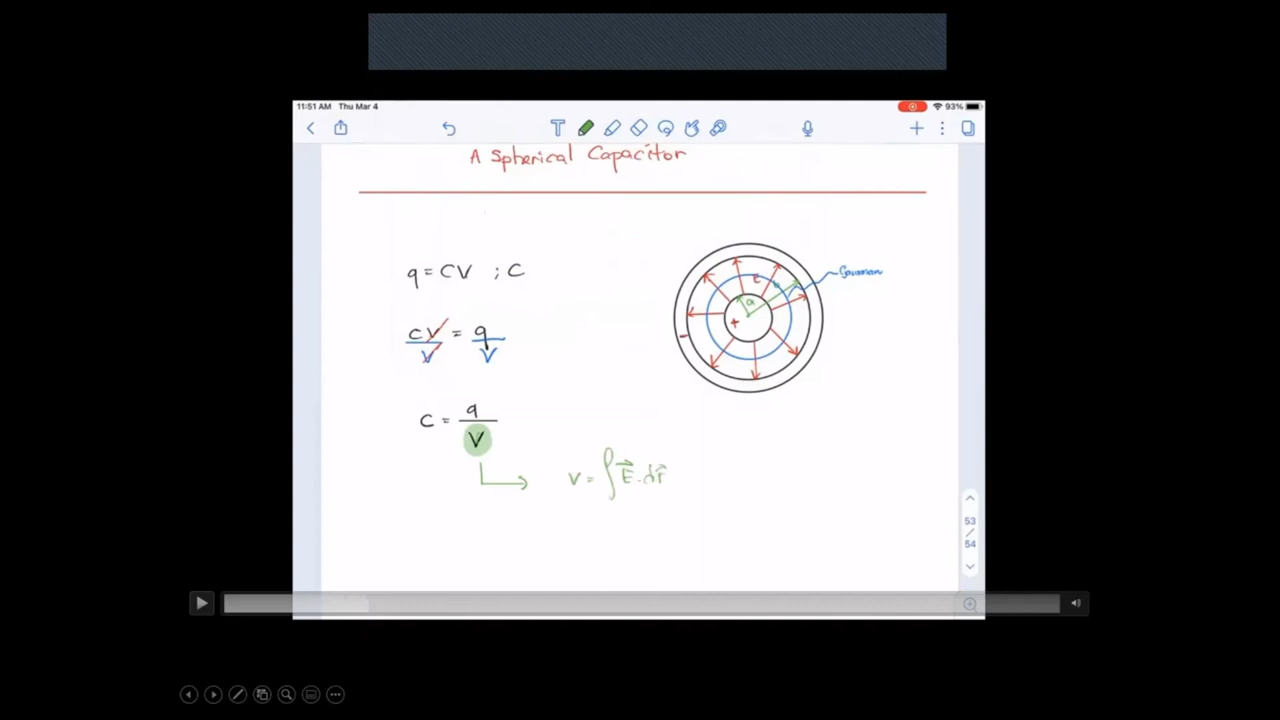 11:51 AM Thu Mar 4
93%
A Spherical Capacitor
q = CV ; C
CV / V = q / V
C = q / V
V = ∫ E⃗ . dr⃗
E
b
a
+
-
Gaussian
53
/
54